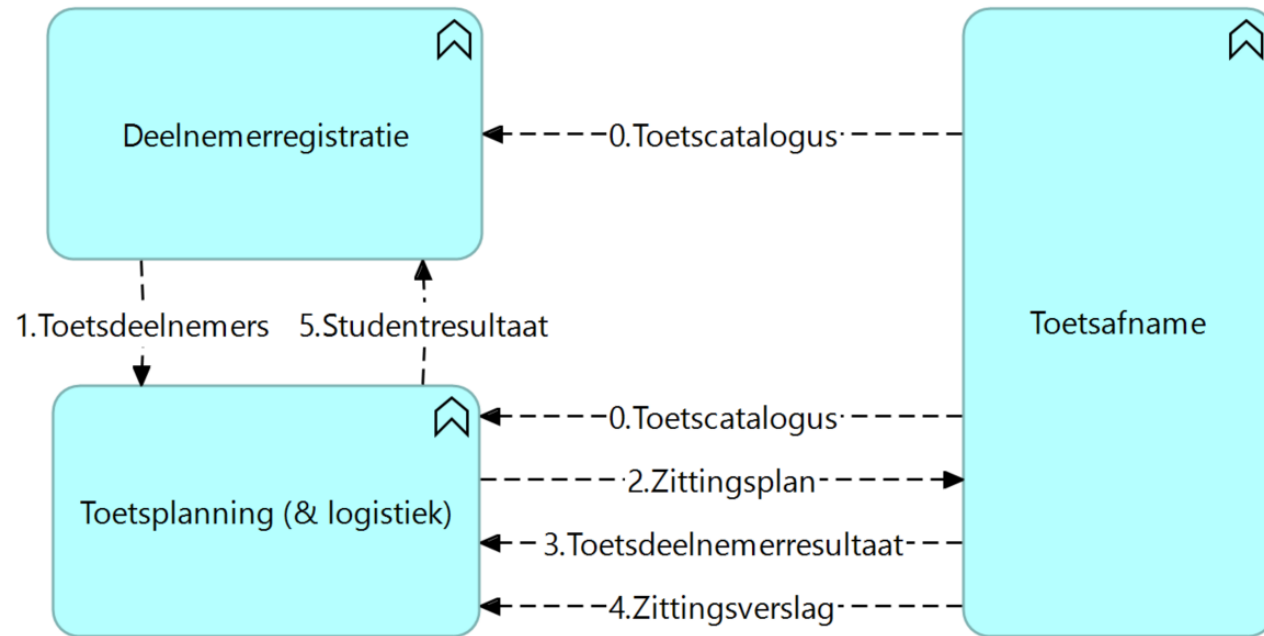 Deelnemerregistratie
0.Toetscatalogus
1.Toetsdeelnemers
5.Studentresultaat
Toetsafname
0.Toetscatalogus
2.Zittingsplan
Toetsplanning (& logistiek)
3.Toetsdeelnemerresultaat
4.Zittingsverslag